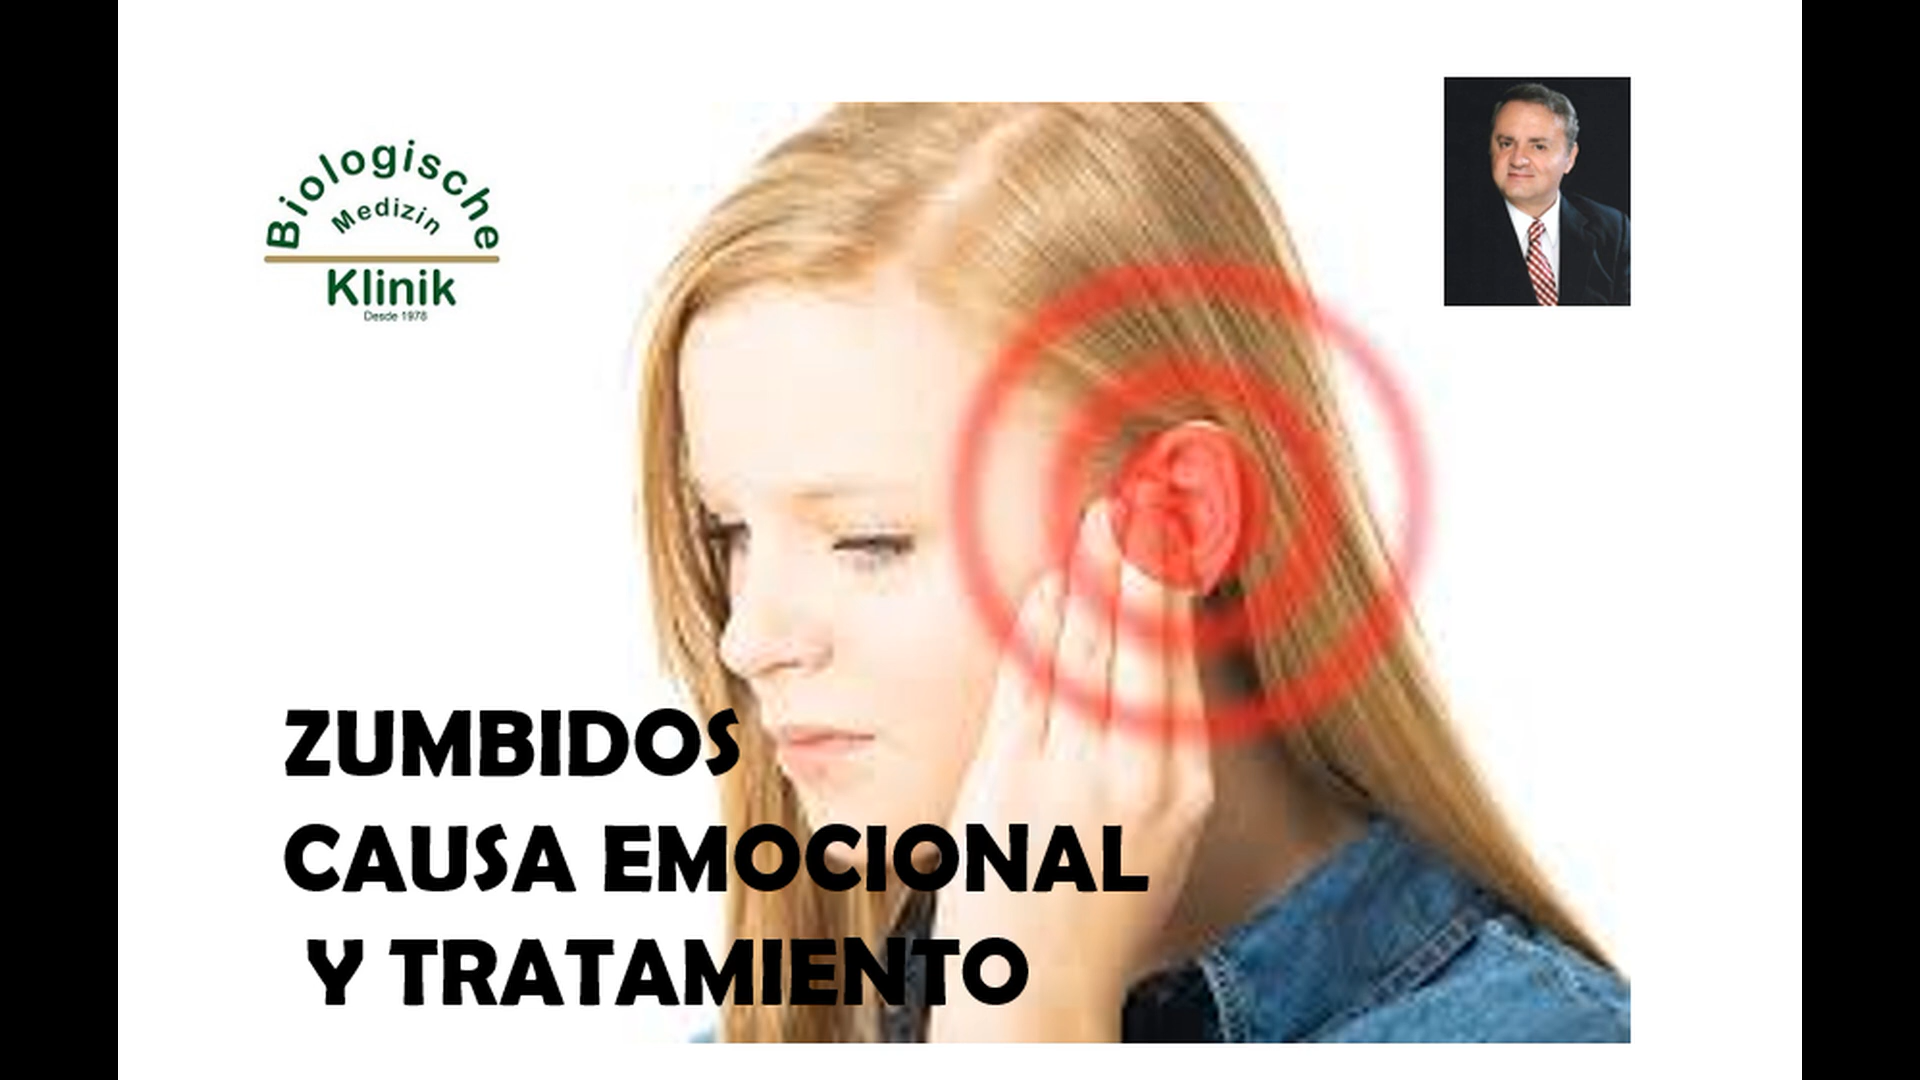 Biologische
Medizin
Klinik
Desde 1978
ZUMBIDOS
CAUSA EMOCIONAL
Y TRATAMIENTO